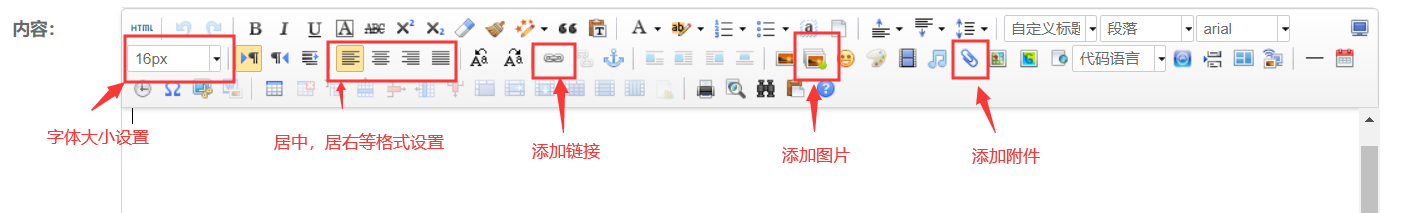 内容:
HTML
B I U A ABC X² X₂
A
自定义标题
段落
arial
16px
代码语言
字体大小设置
居中，居右等格式设置
添加链接
添加图片
添加附件